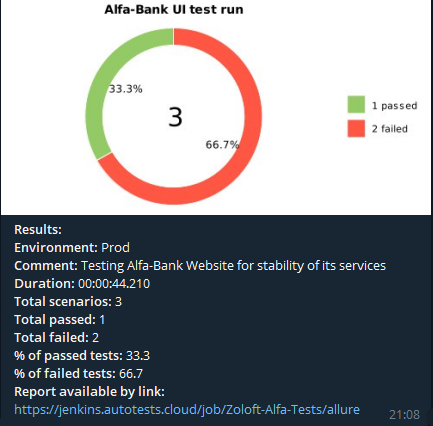 Alfa-Bank UI test run
33.3%
3
66.7%
1 passed
2 failed
Results:
Environment: Prod
Comment: Testing Alfa-Bank Website for stability of its services
Duration: 00:00:44.210
Total scenarios: 3
Total passed: 1
Total failed: 2
% of passed tests: 33.3
% of failed tests: 66.7
Report available by link:
https://jenkins.autotests.cloud/job/Zoloft-Alfa-Tests/allure
21:08